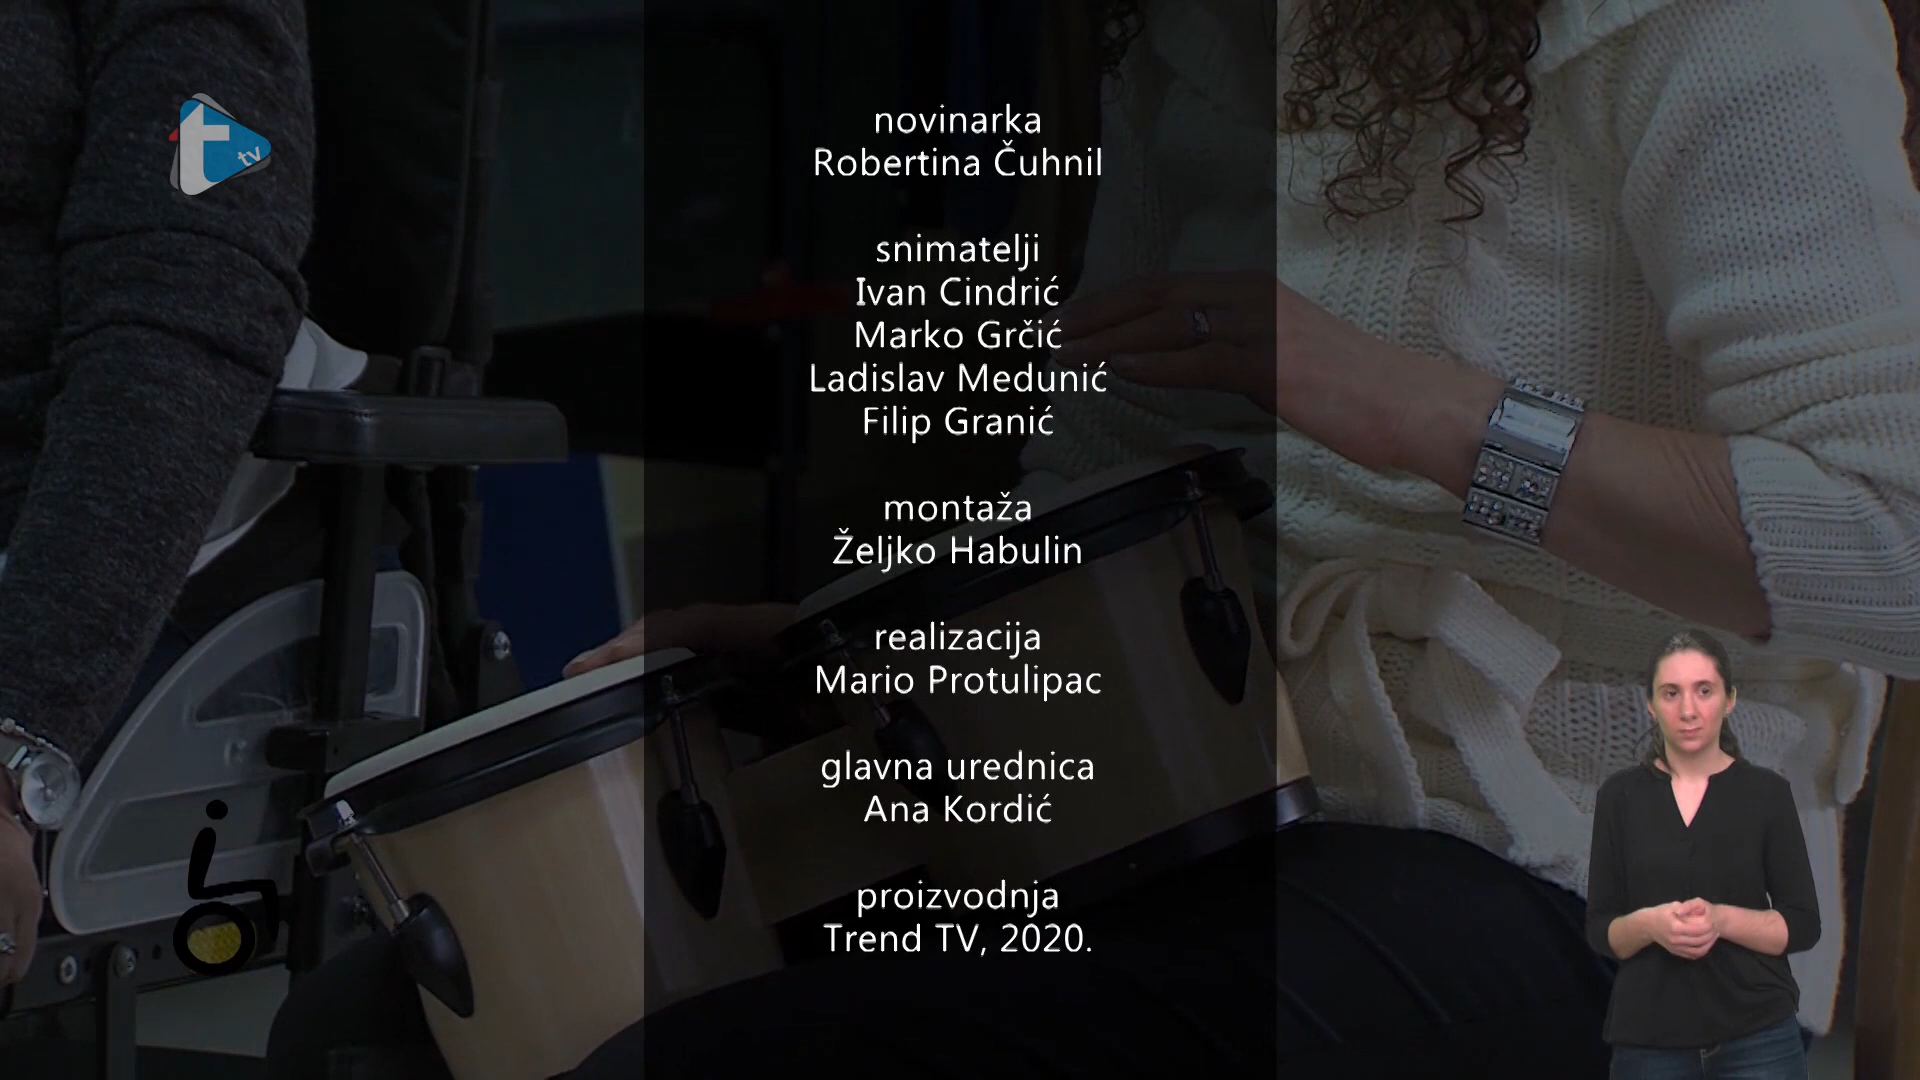 t
tv
novinarka
Robertina Čuhnil
snimatelji
Ivan Cindrić
Marko Grčić
Ladislav Medunić
Filip Granić
montaža
Željko Habulin
realizacija
Mario Protulipac
glavna urednica
Ana Kordić
proizvodnja
Trend TV, 2020.